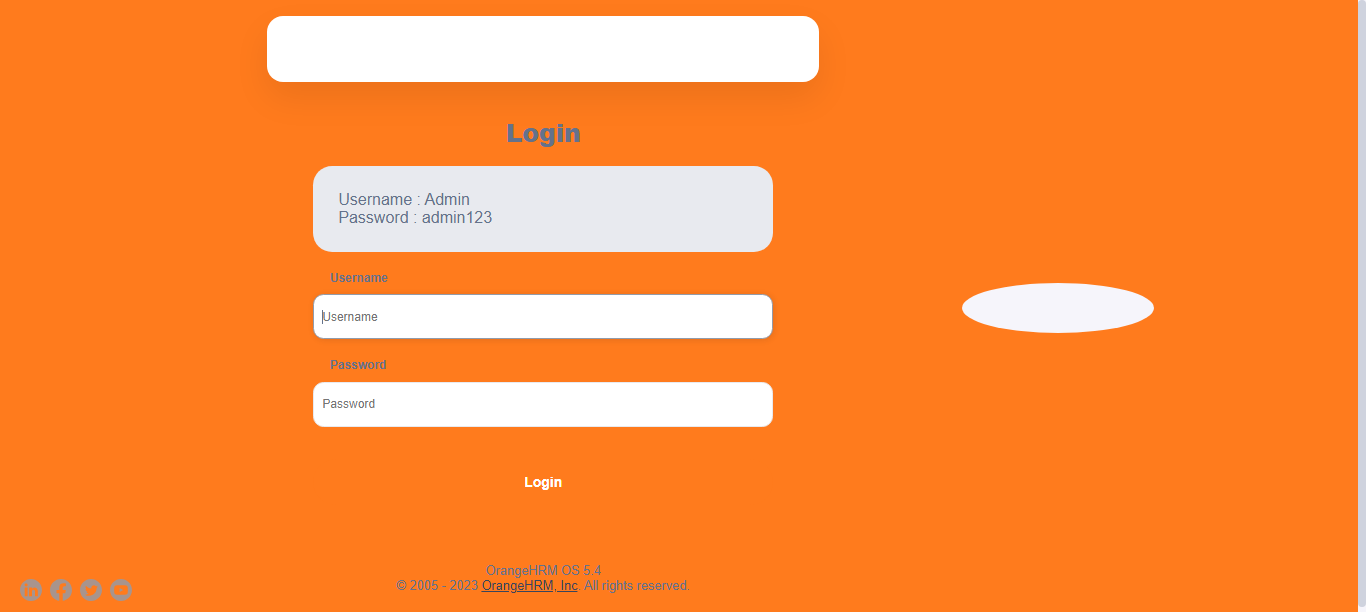 Login
Username : Admin
Password : admin123
Username
Username
Password
Password
Login
OrangeHRM OS 5.4
© 2005 - 2023 OrangeHRM, Inc. All rights reserved.